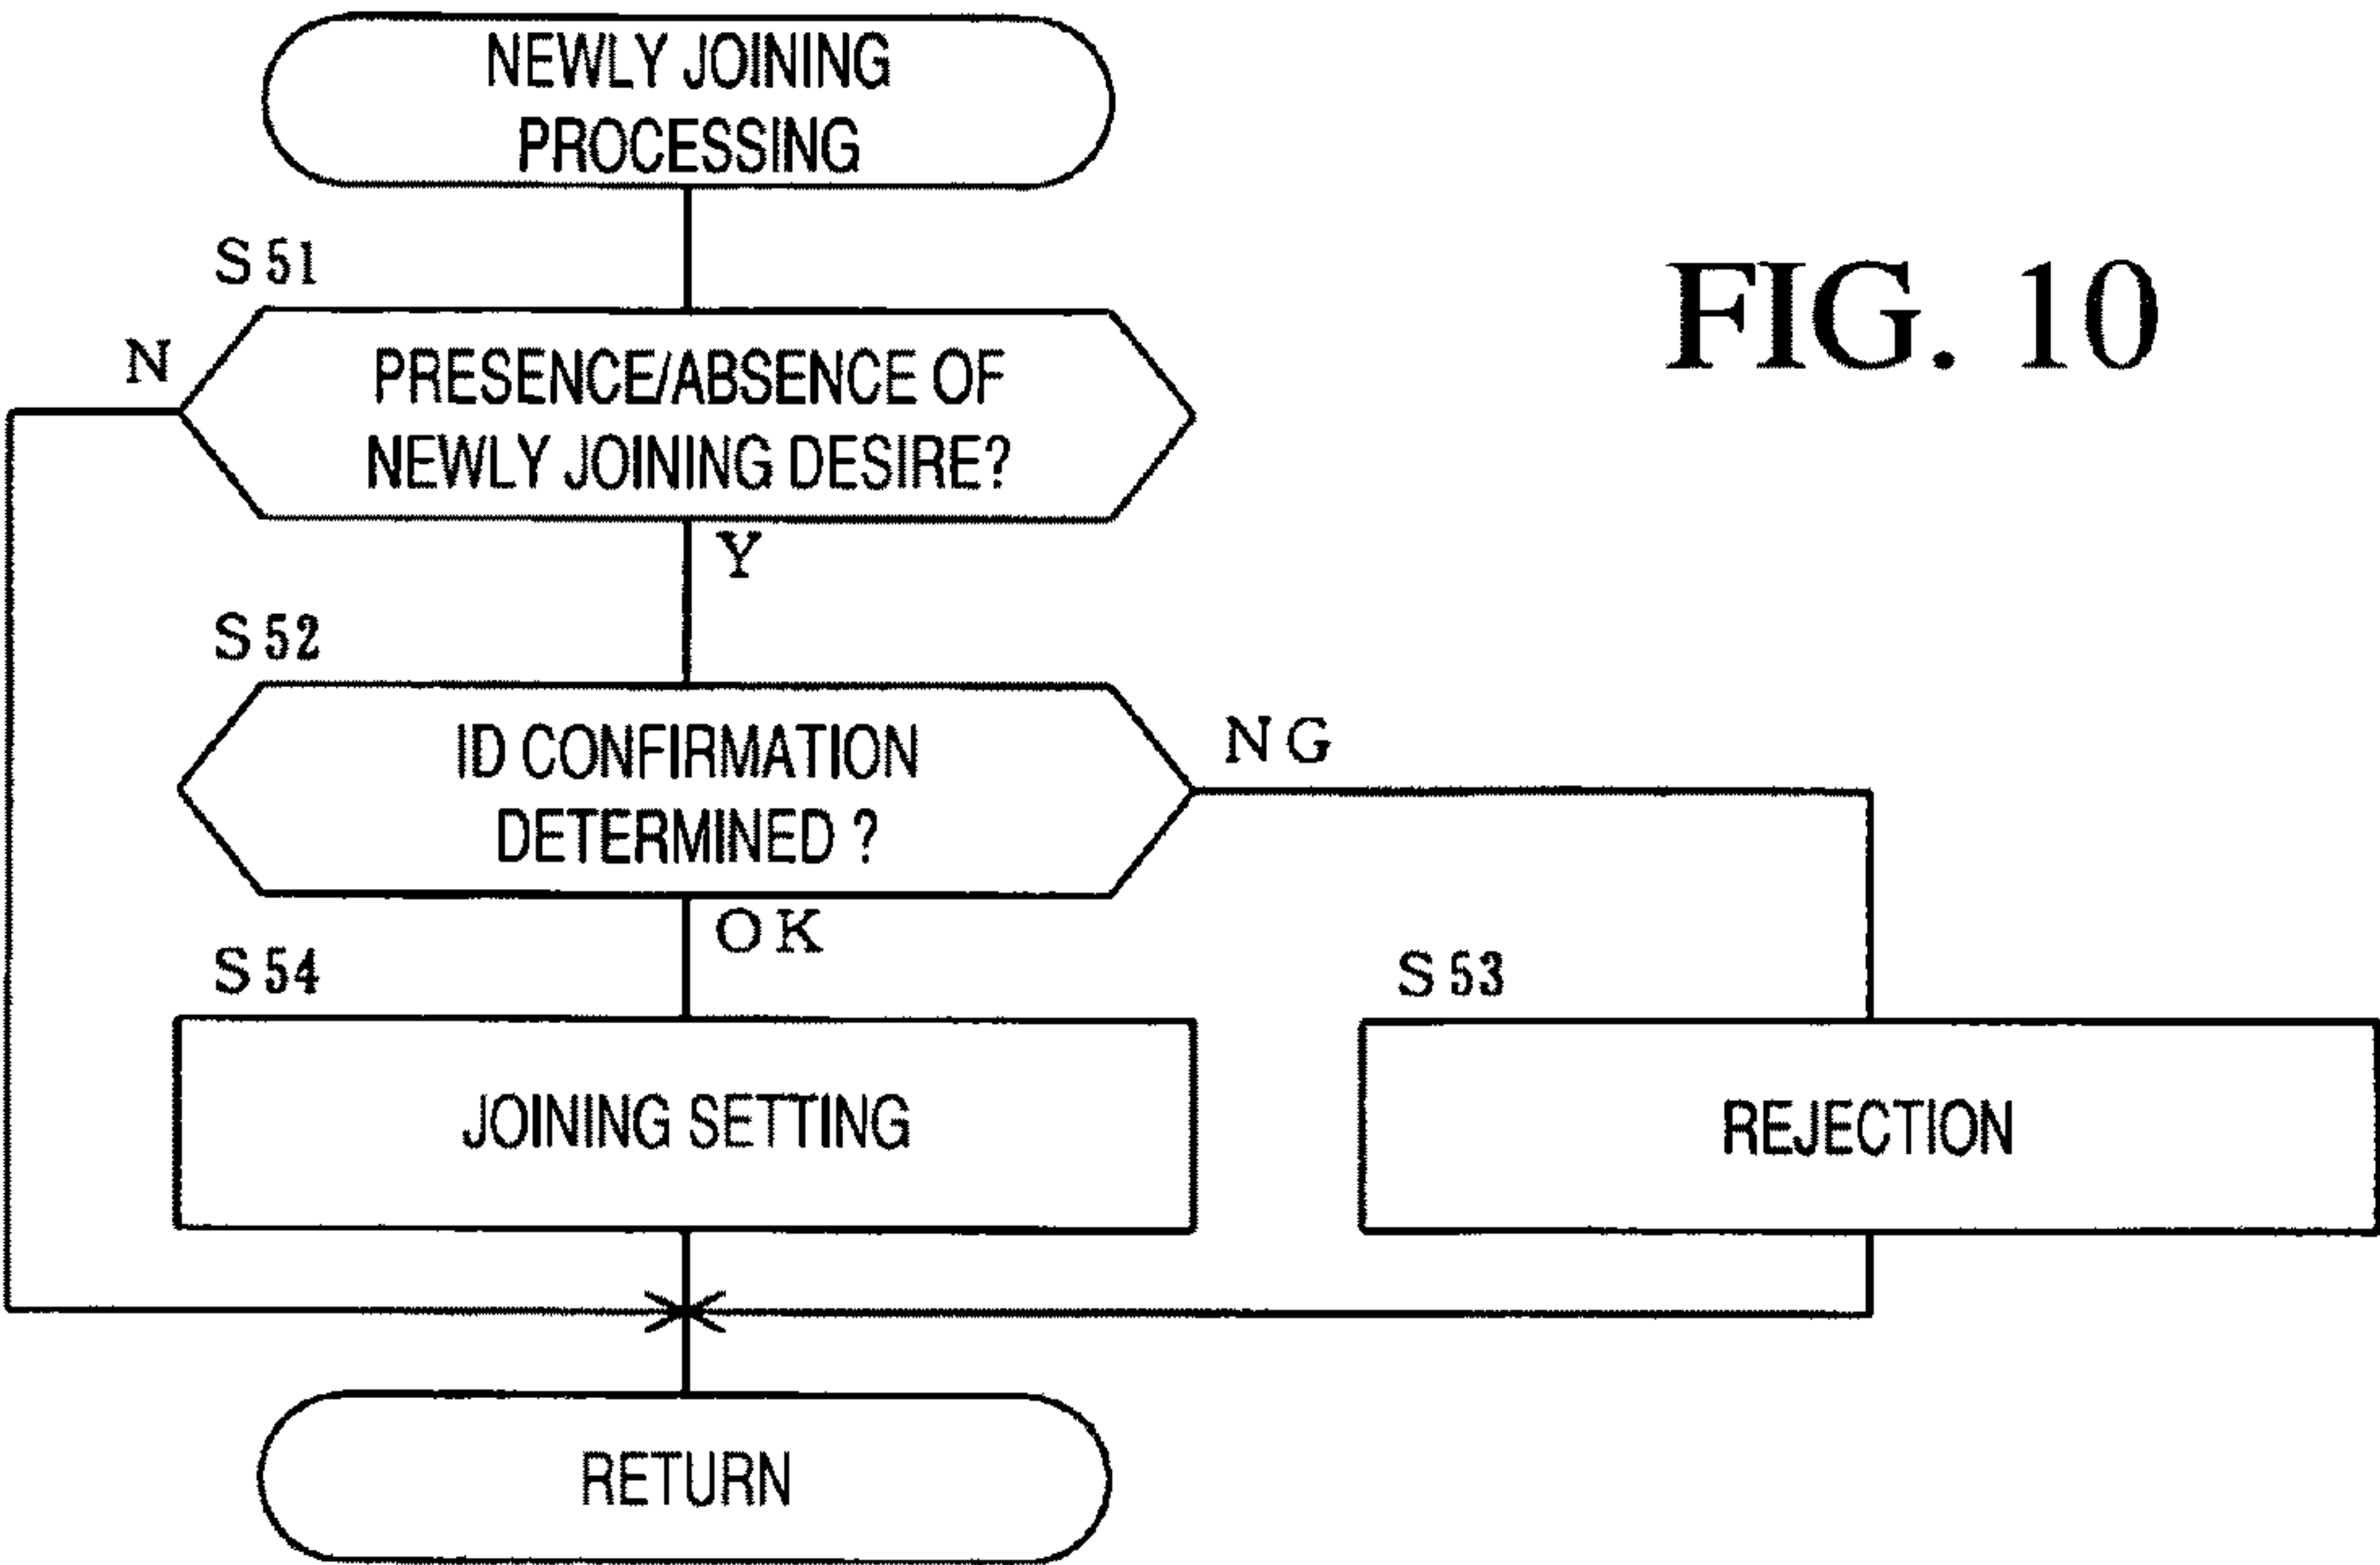 NEWLY JOINING
PROCESSING
S51
FIG. 10
N
PRESENCE/ABSENCE OF
NEWLY JOINING DESIRE?
Y
S52
ID CONFIRMATION
DETERMINED ?
NG
OK
S54
S53
JOINING SETTING
REJECTION
RETURN